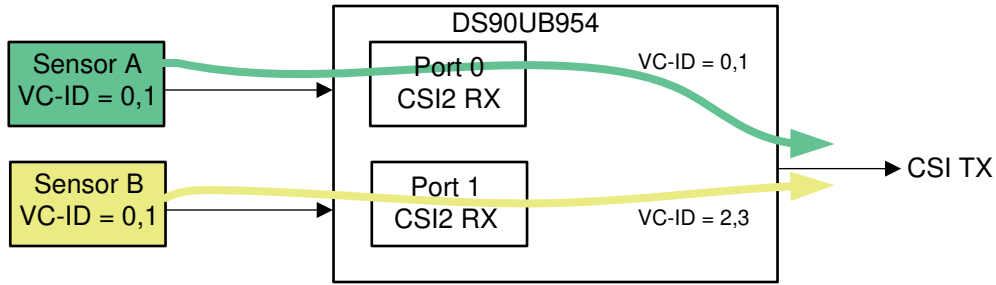 DS90UB954
Sensor A
VC-ID = 0,1
Port 0
CSI2 RX
VC-ID = 0,1
CSI TX
Sensor B
VC-ID = 0,1
Port 1
CSI2 RX
VC-ID = 2,3